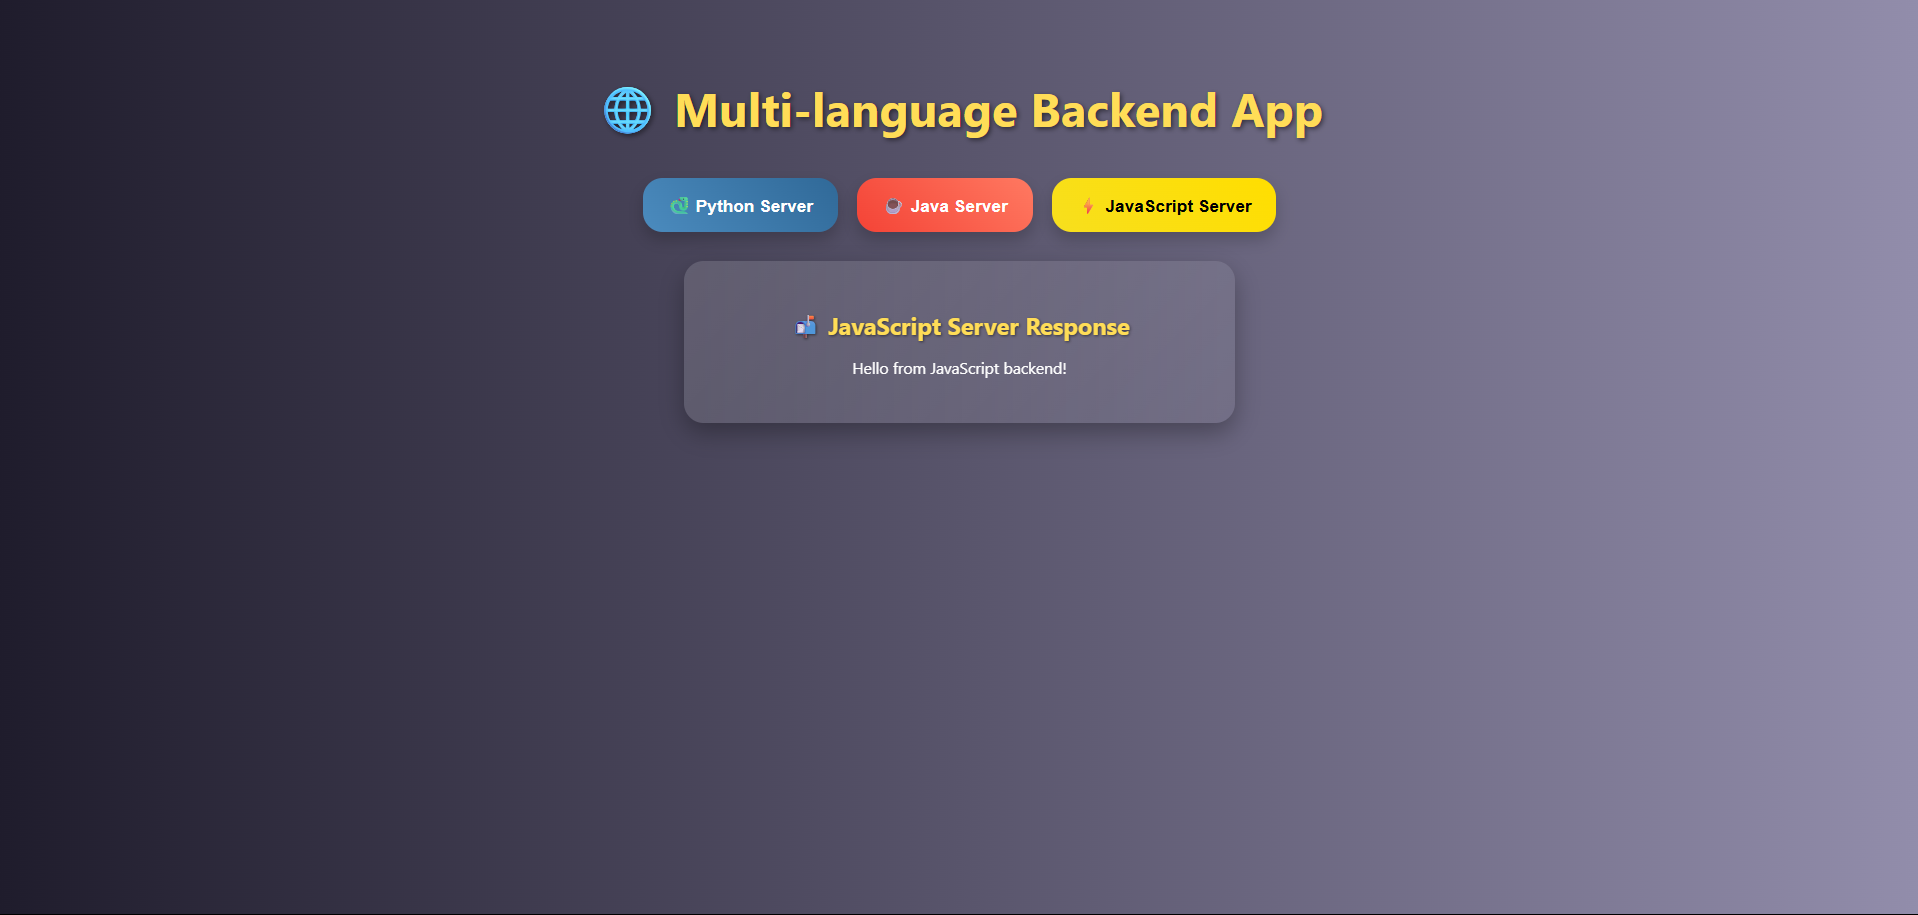 Multi-language Backend App
Python Server
Java Server
JavaScript Server
JavaScript Server Response
Hello from JavaScript backend!